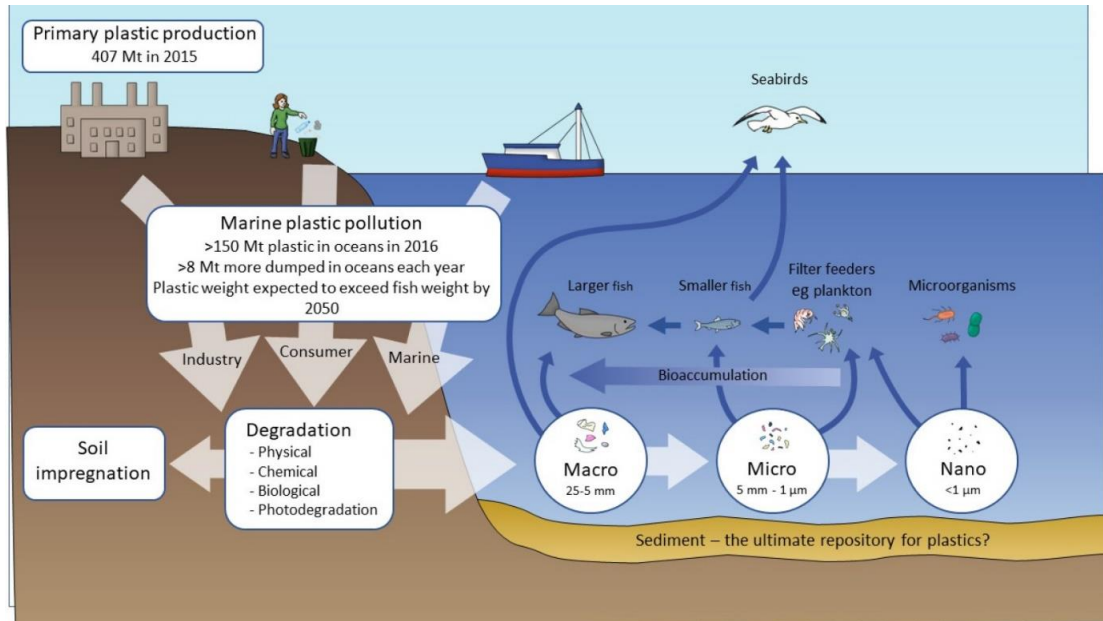 Primary plastic production
407 Mt in 2015
Seabirds
Marine plastic pollution
>150 Mt plastic in oceans in 2016
>8 Mt more dumped in oceans each year
Plastic weight expected to exceed fish weight by
2050
Larger fish
Smaller fish
Filter feeders
eg plankton
Microorganisms
Industry
Consumer
Marine
Bioaccumulation
Soil
impregnation
Degradation
- Physical
- Chemical
- Biological
- Photodegradation
Macro
25-5 mm
Micro
5 mm - 1 µm
Nano
<1 µm
Sediment – the ultimate repository for plastics?